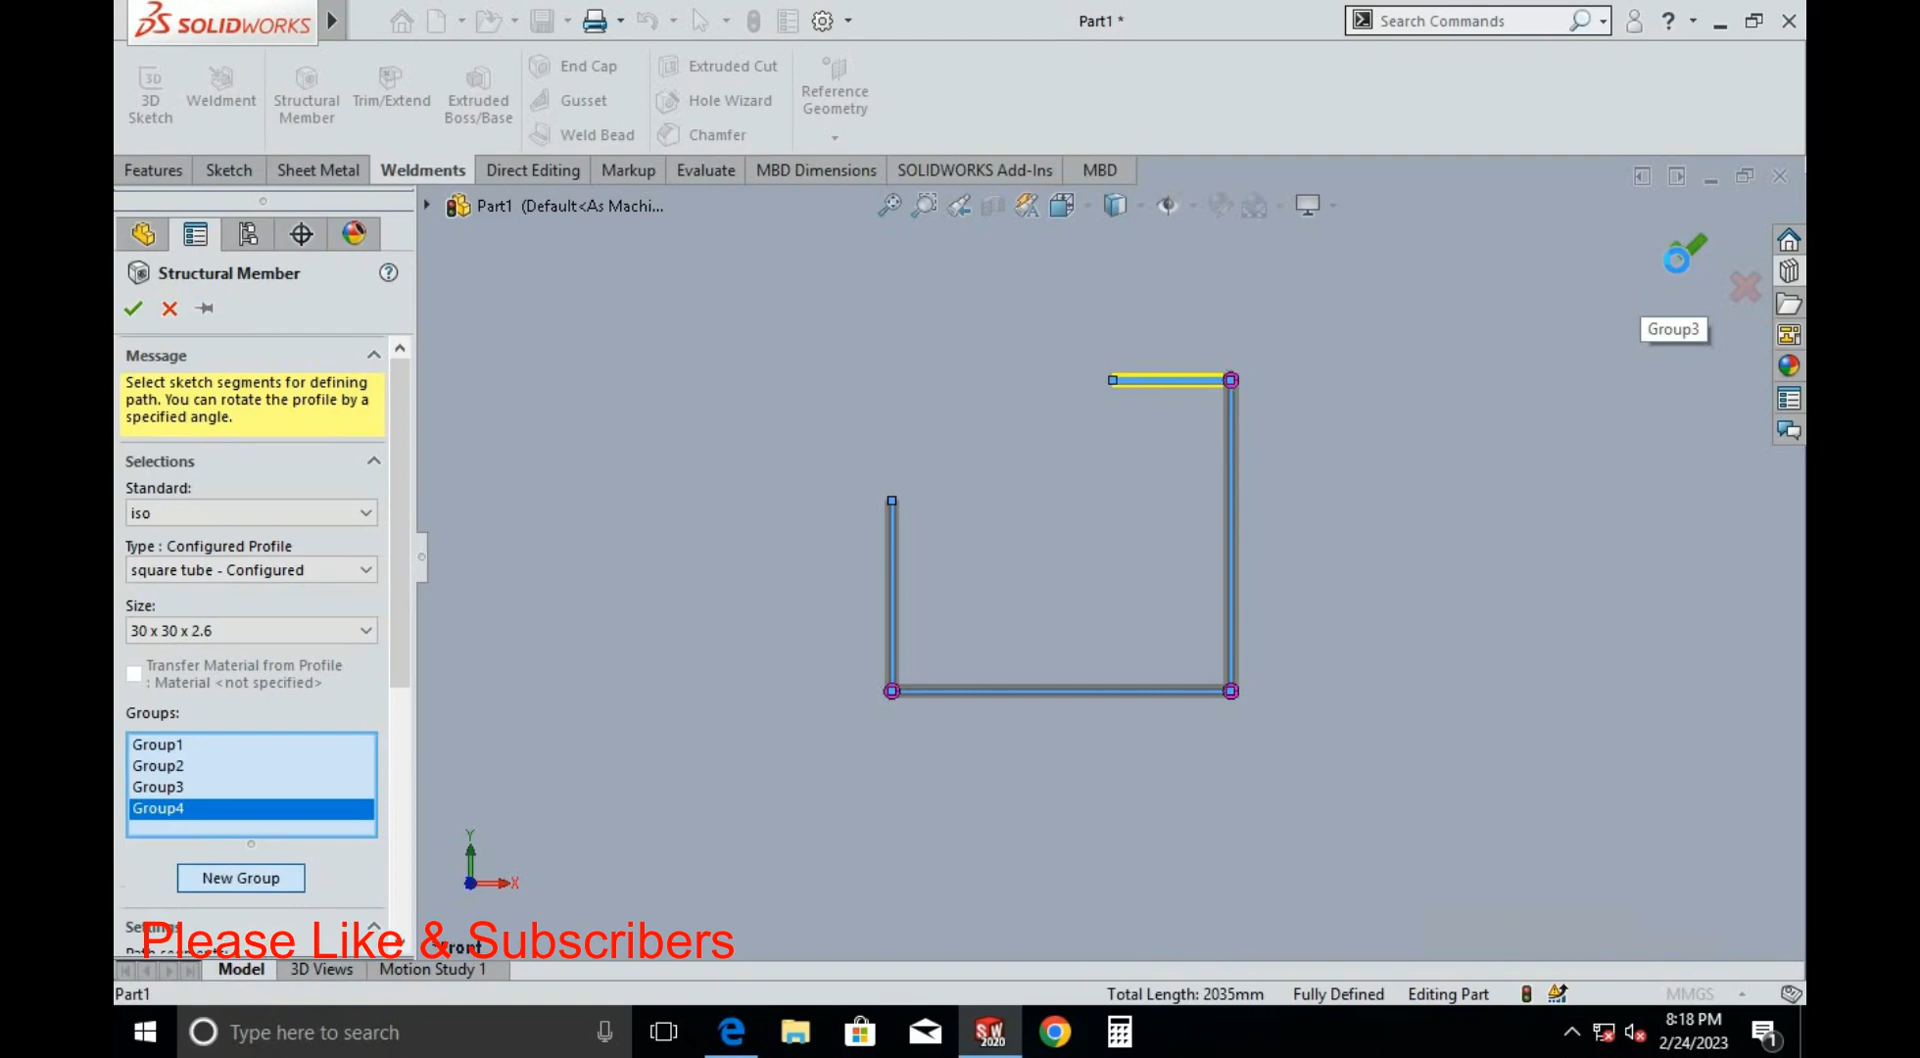 SOLIDWORKS
Part1 *
Search Commands
?
3D Sketch
Weldment
Structural Member
Trim/Extend
Extruded Boss/Base
End Cap
Gusset
Weld Bead
Extruded Cut
Hole Wizard
Chamfer
Reference Geometry
Features
Sketch
Sheet Metal
Weldments
Direct Editing
Markup
Evaluate
MBD Dimensions
SOLIDWORKS Add-Ins
MBD
Part1 (Default<As Machi...
Structural Member
?
Message
Select sketch segments for defining
path. You can rotate the profile by a
specified angle.
Selections
Standard:
iso
Type : Configured Profile
square tube - Configured
Size:
30 x 30 x 2.6
Transfer Material from Profile
: Material <not specified>
Groups:
Group1
Group2
Group3
Group4
New Group
Settings
Group3
Y
X
Please Like & Subscribers
*Front
Model
3D Views
Motion Study 1
Part1
Total Length: 2035mm
Fully Defined
Editing Part
MMGS
Type here to search
SW
2020
8:18 PM
2/24/2023
1